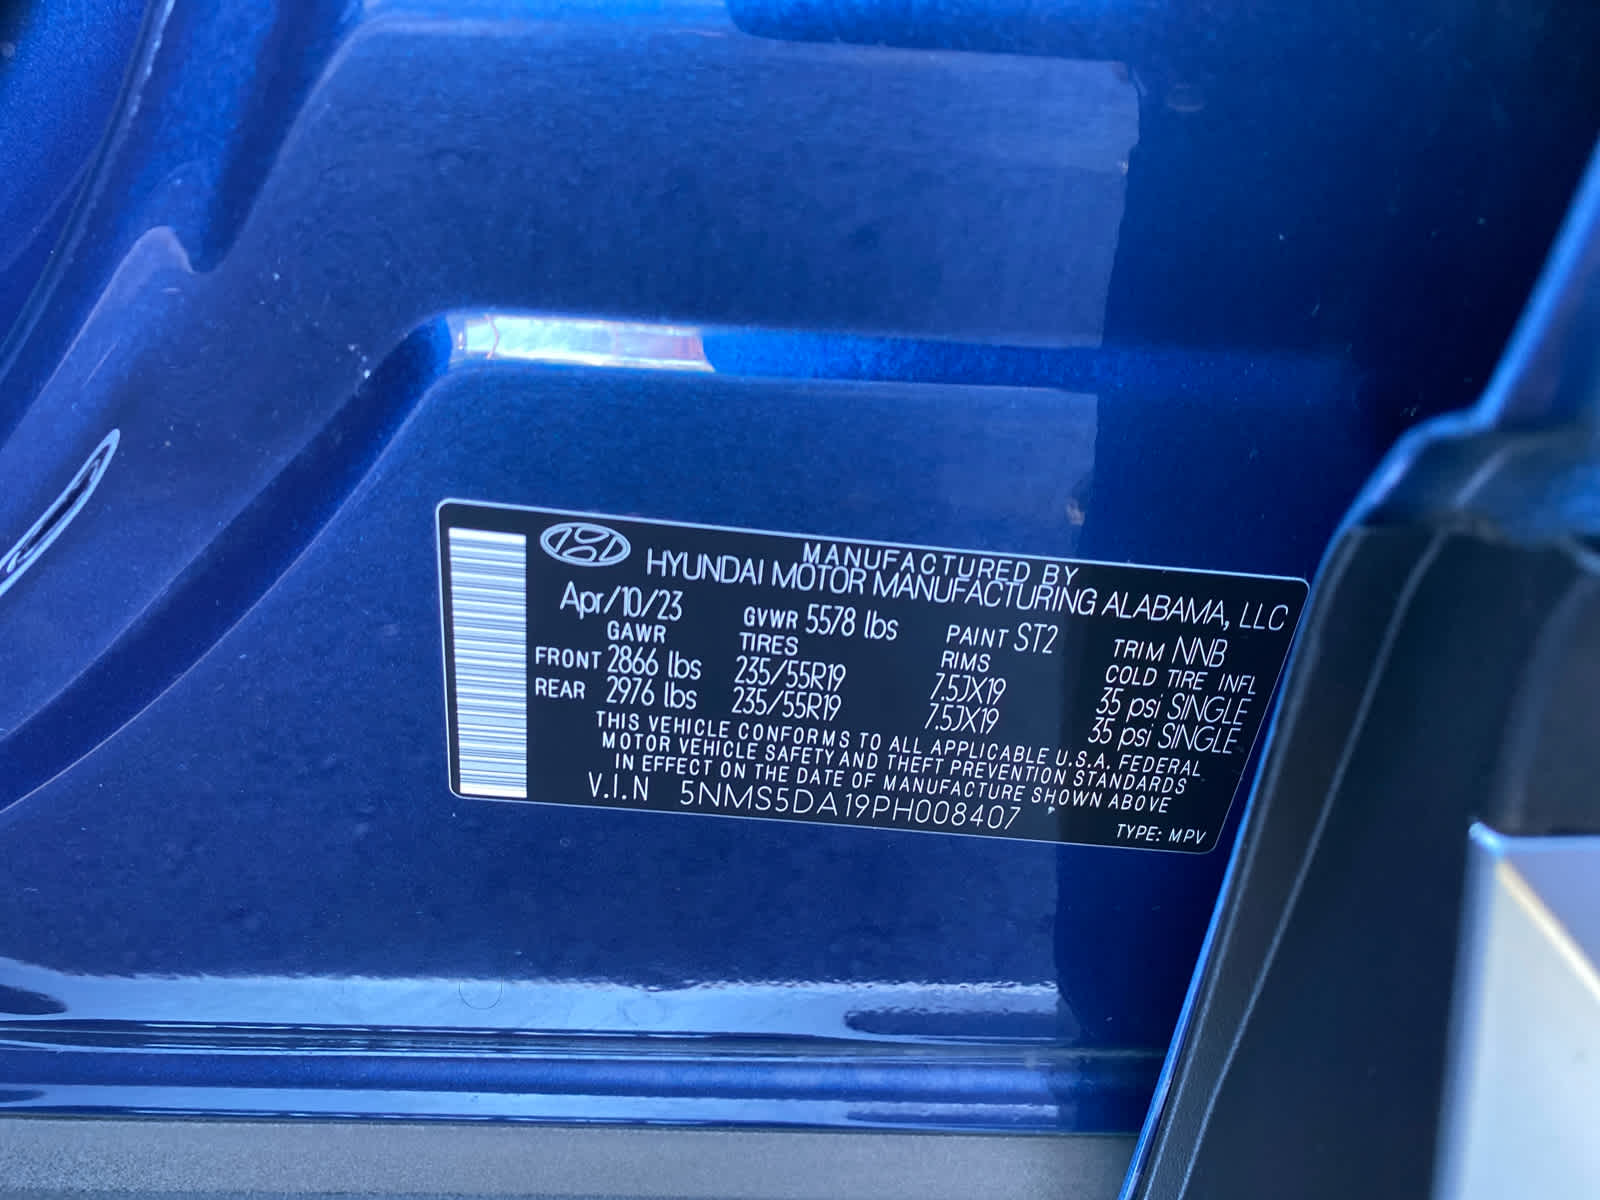 MANUFACTURED BY
HYUNDAI MOTOR MANUFACTURING ALABAMA, LLC
Apr/10/23 GVWR 5578 lbs PAINT ST2 TRIM NNB
GAWR TIRES RIMS COLD TIRE INFL
FRONT 2866 lbs 235/55R19 7.5JX19 35 psi SINGLE
REAR 2976 lbs 235/55R19 7.5JX19 35 psi SINGLE
THIS VEHICLE CONFORMS TO ALL APPLICABLE U.S.A. FEDERAL
MOTOR VEHICLE SAFETY AND THEFT PREVENTION STANDARDS
IN EFFECT ON THE DATE OF MANUFACTURE SHOWN ABOVE
V.I.N 5NMS5DA19PH008407
TYPE: MPV